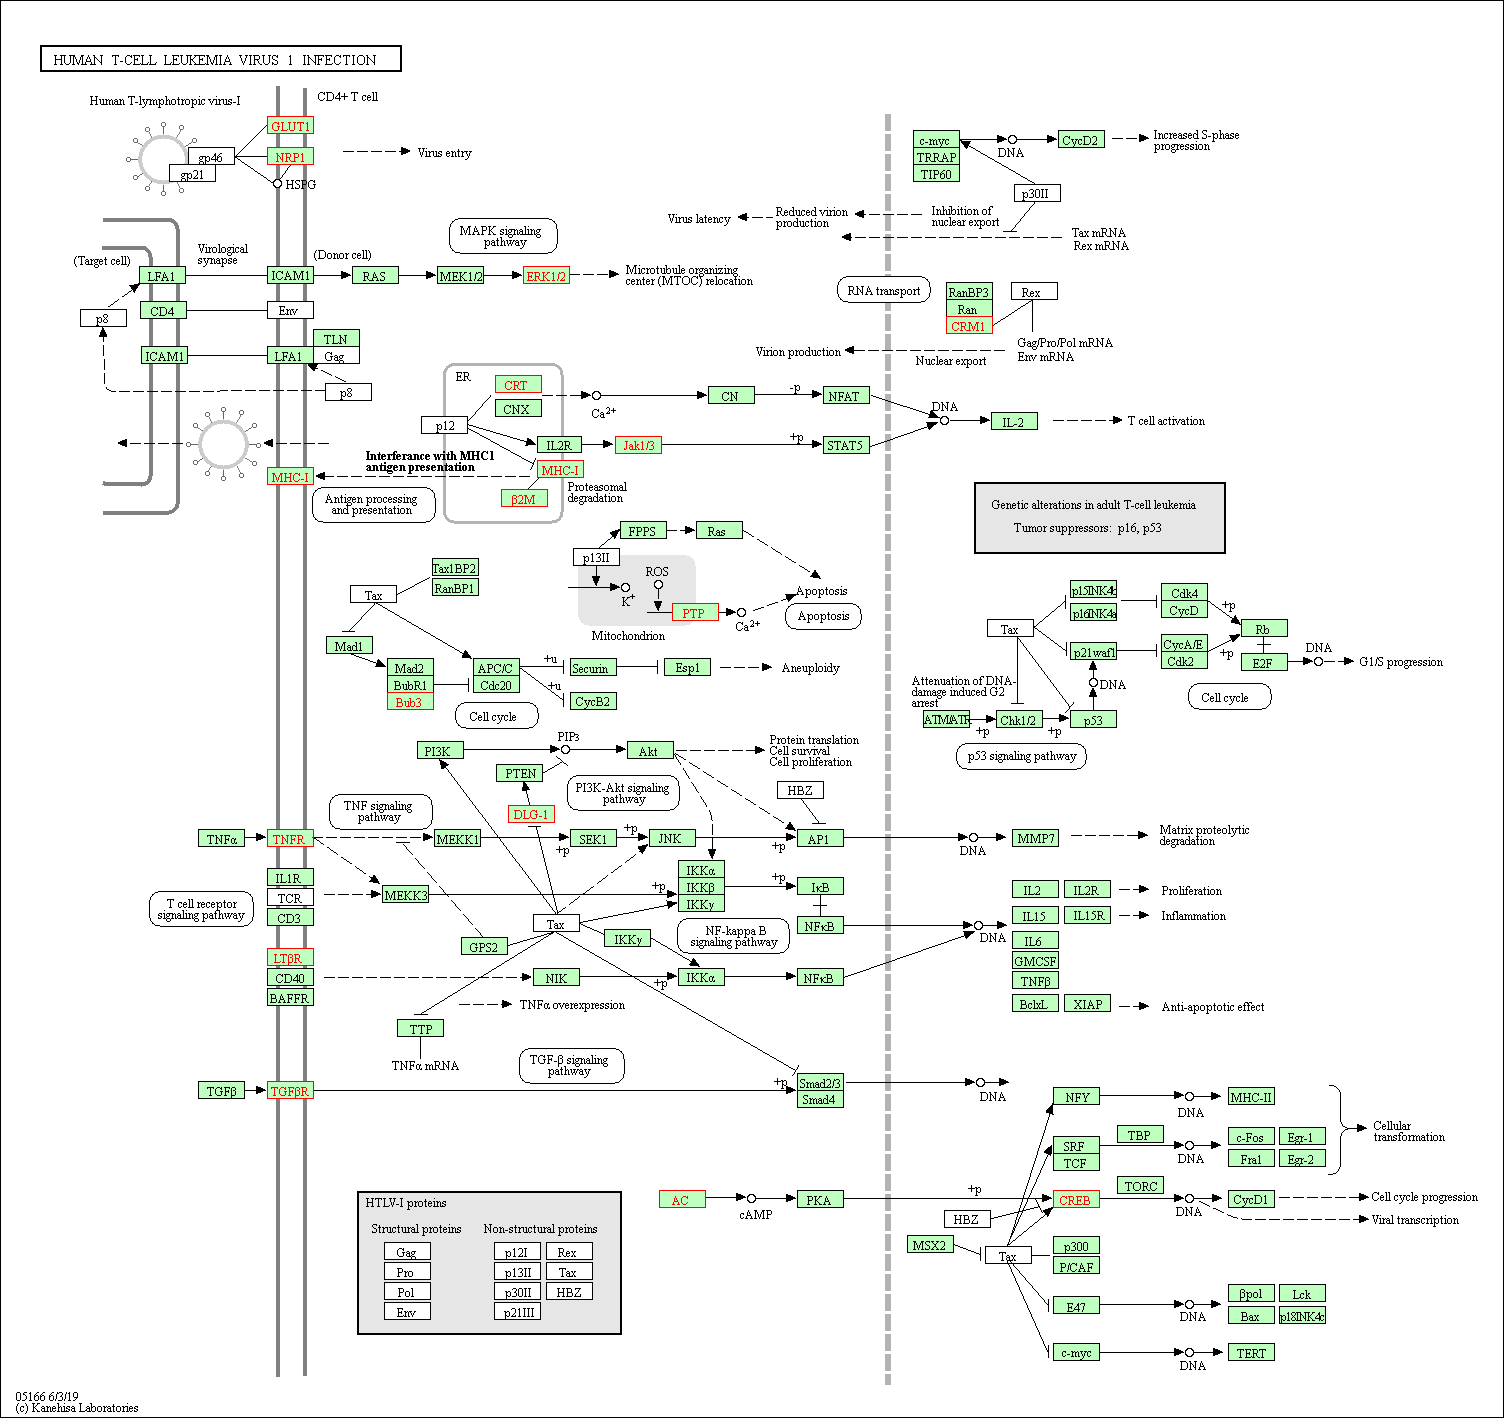 HUMAN T-CELL LEUKEMIA VIRUS 1 INFECTION
Human T-lymphotropic virus-I
CD4+ T cell
GLUT1
gp46
NRP1
Virus entry
gp21
HSPG
c-myc
TRRAP
TIP60
DNA
CycD2
Increased S-phase
progression
p30II
Virus latency
Reduced virion
production
Inhibition of
nuclear export
Tax mRNA
Rex mRNA
MAPK signaling
pathway
(Target cell)
Virological
synapse
(Donor cell)
LFA1
ICAM1
RAS
MEK1/2
ERK1/2
Microtubule organizing
center (MTOC) relocation
p8
CD4
Env
RNA transport
RanBP3
Ran
CRM1
Rex
ICAM1
LFA1
TLN
Gag
p8
Virion production
Nuclear export
Gag/Pro/Pol mRNA
Env mRNA
ER
CRT
CNX
Ca2+
CN
-p
NFAT
DNA
IL-2
T cell activation
p12
IL2R
Jak1/3
+p
STAT5
Interferance with MHC1
antigen presentation
MHC-I
MHC-I
β2M
Proteasomal
degradation
Antigen processing
and presentation
Genetic alterations in adult T-cell leukemia
Tumor suppressors: p16, p53
FPPS
Ras
p13II
K+
ROS
PTP
Ca2+
Apoptosis
Apoptosis
Mitochondrion
Tax1BP2
RanBP1
Tax
Mad1
Mad2
BubR1
Bub3
APC/C
Cdc20
+u
+u
Securin
Esp1
Aneuploidy
CycB2
Cell cycle
p15INK4c
p16INK4a
Cdk4
CycD
+p
Tax
p21waf1
CycA/E
Cdk2
+p
Rb
E2F
DNA
G1/S progression
Attenuation of DNA-
damage induced G2
arrest
DNA
Cell cycle
ATM/ATR
+p
Chk1/2
+p
p53
p53 signaling pathway
PI3K
PIP3
Akt
Protein translation
Cell survival
Cell proliferation
PTEN
PI3K-Akt signaling
pathway
HBZ
DLG-1
TNF signaling
pathway
TNFα
TNFR
MEKK1
+p
SEK1
+p
JNK
+p
AP1
DNA
MMP7
Matrix proteolytic
degradation
IL1R
TCR
CD3
T cell receptor
signaling pathway
MEKK3
+p
IKKα
IKKβ
IKKγ
+p
IκB
NFκB
DNA
IL2
IL2R
Proliferation
IL15
IL15R
Inflammation
IL6
GMCSF
TNFβ
BclxL
XIAP
Anti-apoptotic effect
Tax
GPS2
IKKγ
NF-kappa B
signaling pathway
LTβR
CD40
BAFFR
NIK
+p
IKKα
NFκB
TNFα overexpression
TTP
TNFα mRNA
TGF-β signaling
pathway
TGFβ
TGFβR
+p
Smad2/3
Smad4
DNA
NFY
DNA
MHC-II
SRF
TCF
TBP
DNA
c-Fos
Egr-1
Fra1
Egr-2
Cellular
transformation
AC
cAMP
PKA
+p
CREB
TORC
DNA
CycD1
Cell cycle progression
Viral transcription
HBZ
MSX2
Tax
p300
P/CAF
E47
DNA
βpol
Lck
Bax
p18INK4c
c-myc
DNA
TERT
HTLV-I proteins
Structural proteins
Non-structural proteins
Gag
p12I
Rex
Pro
p13II
Tax
Pol
p30II
HBZ
Env
p21III
05166 6/3/19
(c) Kanehisa Laboratories